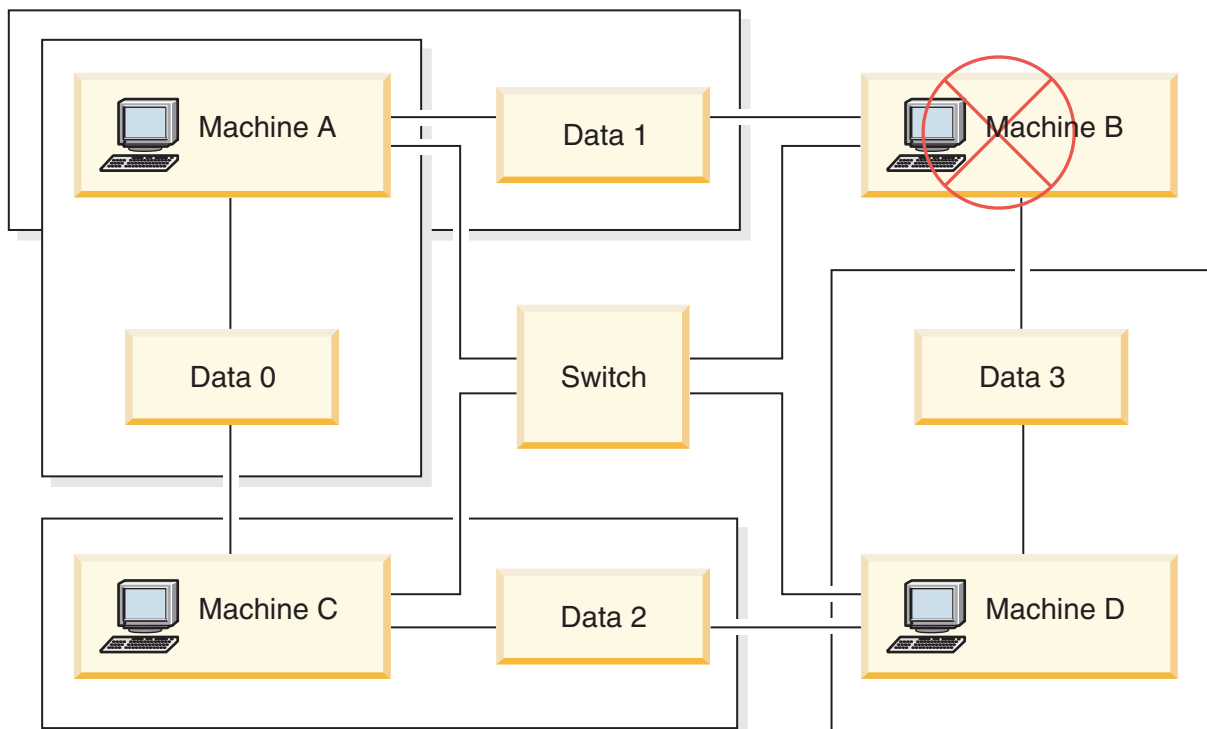 Machine A
Data 1
Machine B
Data 0
Switch
Data 3
Machine C
Data 2
Machine D